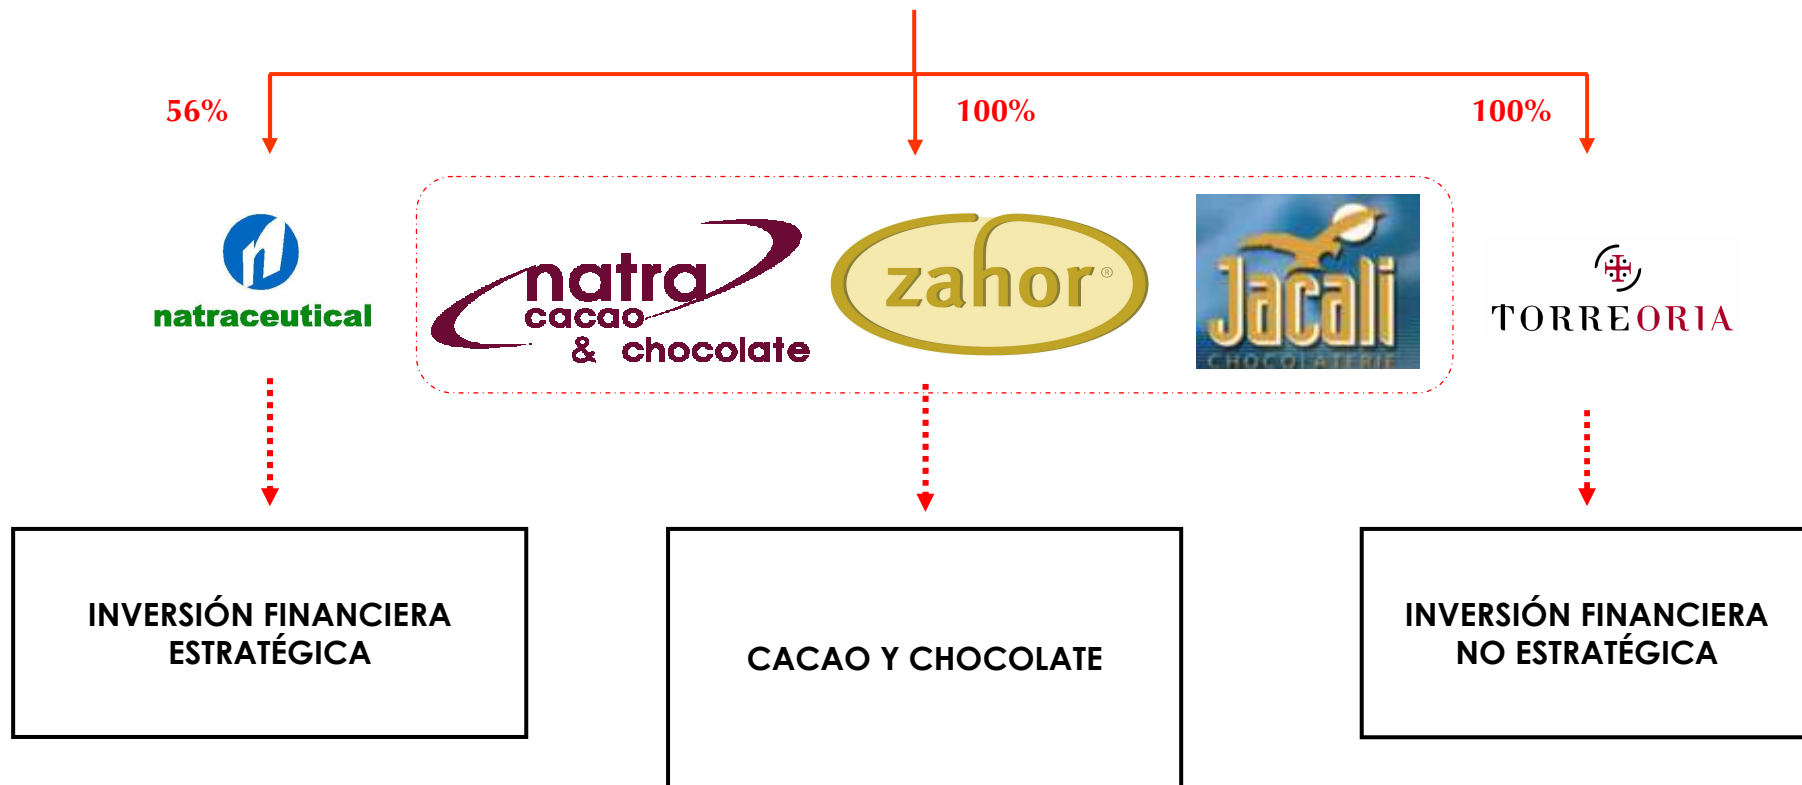 56%
100%
100%
natraceutical
natra
cacao
& chocolate
zahor®
Jacali
CHOCOLATERIE
TORREORIA
INVERSIÓN FINANCIERA
ESTRATÉGICA
CACAO Y CHOCOLATE
INVERSIÓN FINANCIERA
NO ESTRATÉGICA